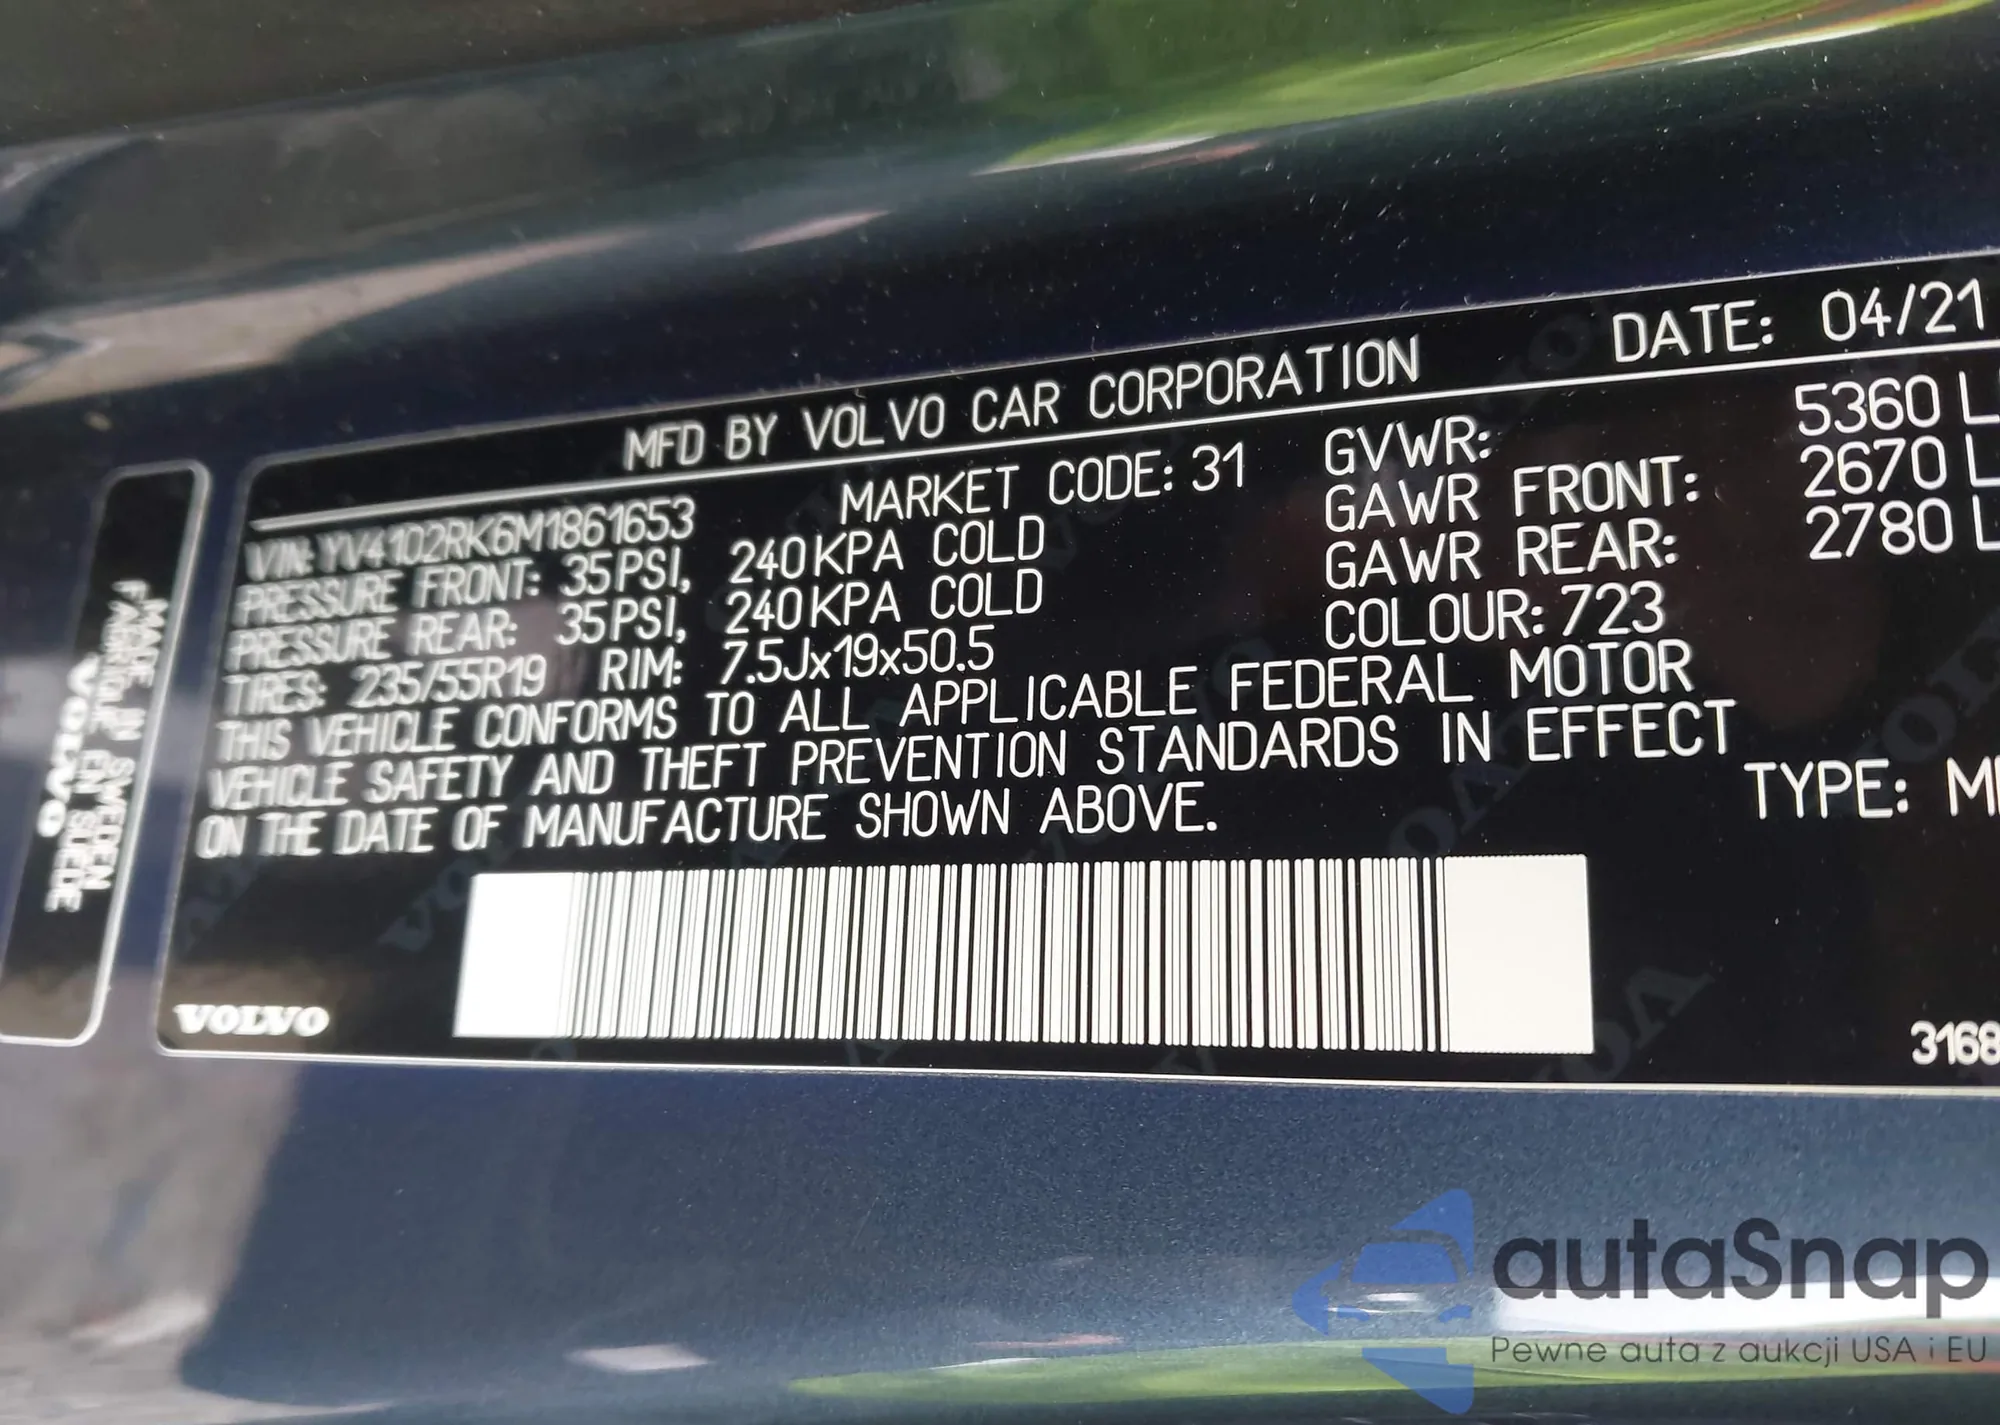 MFD BY VOLVO CAR CORPORATION DATE: 04/21
VIN: YV4102RK6M1861653 MARKET CODE: 31 GVWR: 5360 L
PRESSURE FRONT: 35PSI, 240KPA COLD GAWR FRONT: 2670 L
PRESSURE REAR: 35PSI, 240KPA COLD GAWR REAR: 2780 L
TIRES: 235/55R19 RIM: 7.5Jx19x50.5 COLOUR: 723
THIS VEHICLE CONFORMS TO ALL APPLICABLE FEDERAL MOTOR
VEHICLE SAFETY AND THEFT PREVENTION STANDARDS IN EFFECT
ON THE DATE OF MANUFACTURE SHOWN ABOVE. TYPE:
VOLVO
3168
MADE IN SWEDEN
FABRIQUE EN SUEDE
VOLVO
autaSnap
Pewne auta z aukcji USA i EU